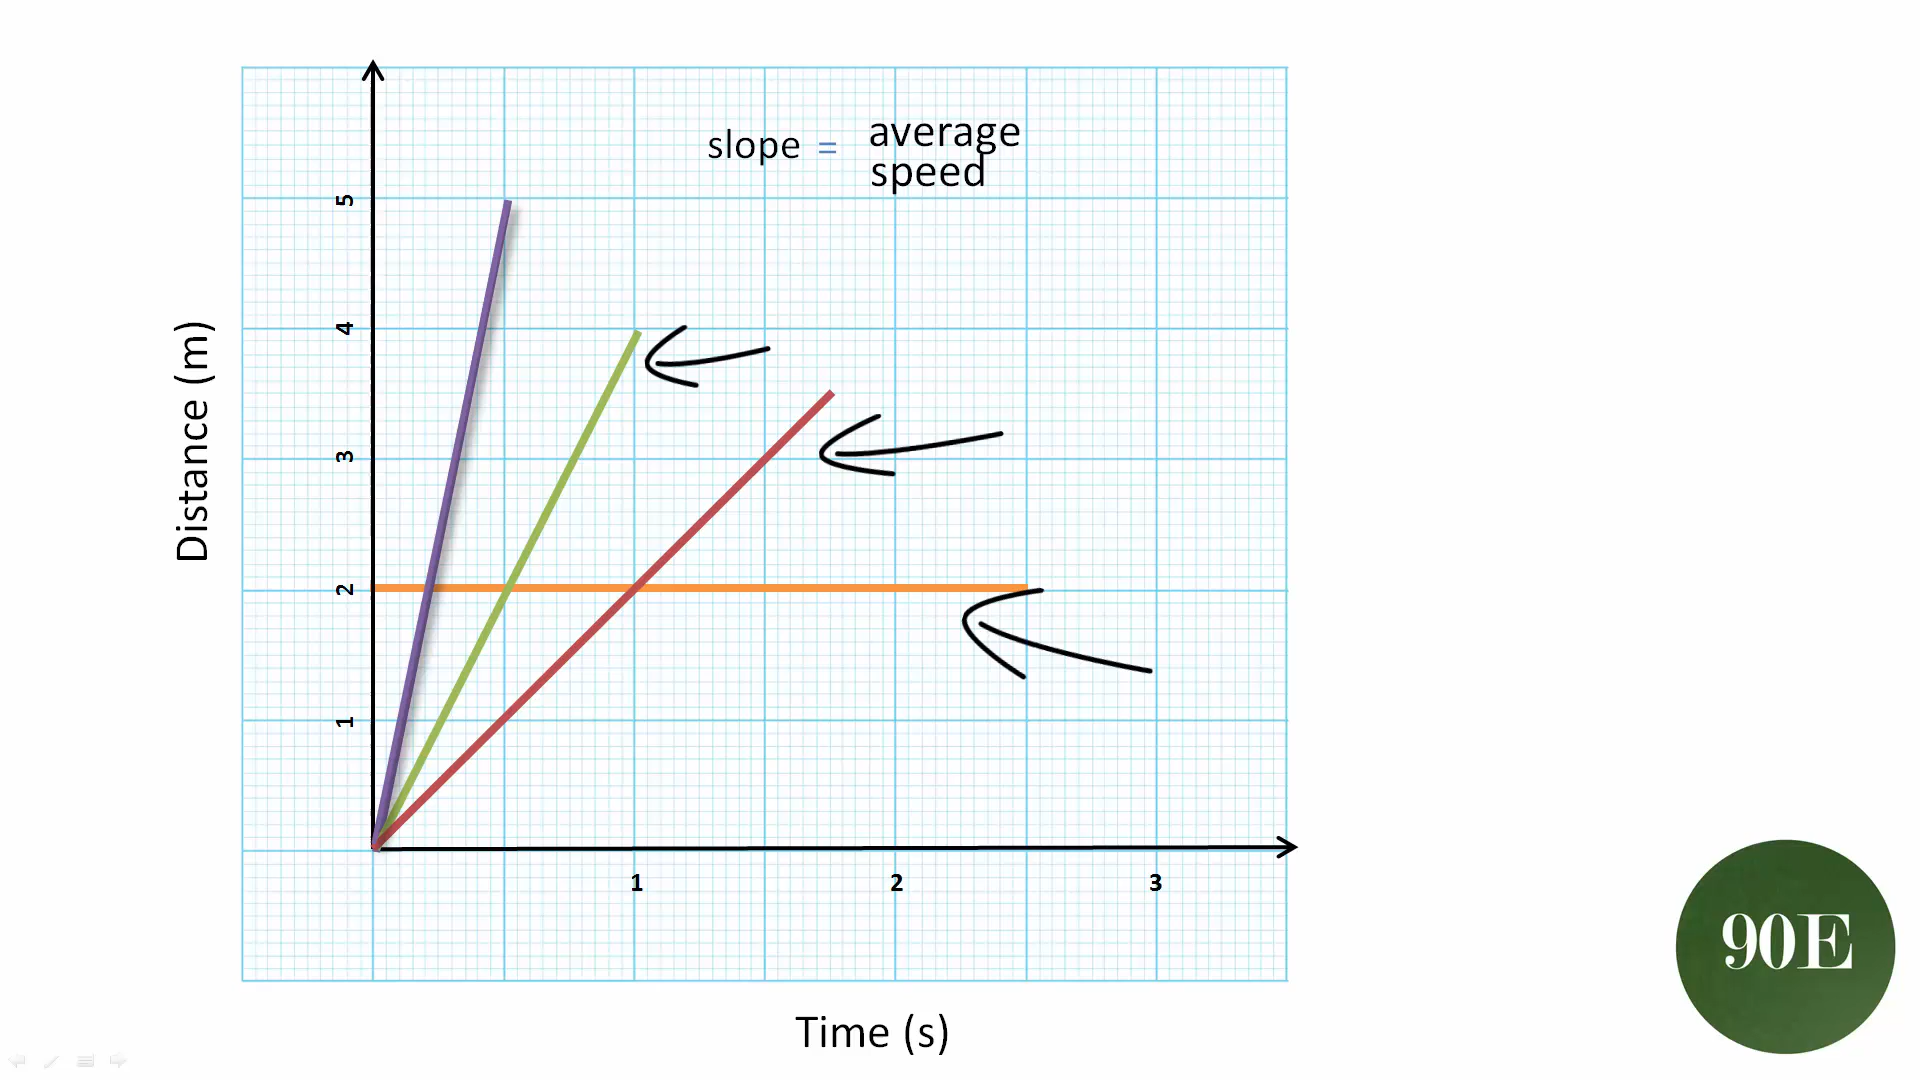 slope = average
speed
5
4
3
2
1
Distance (m)
1 2 3
Time (s)
90E